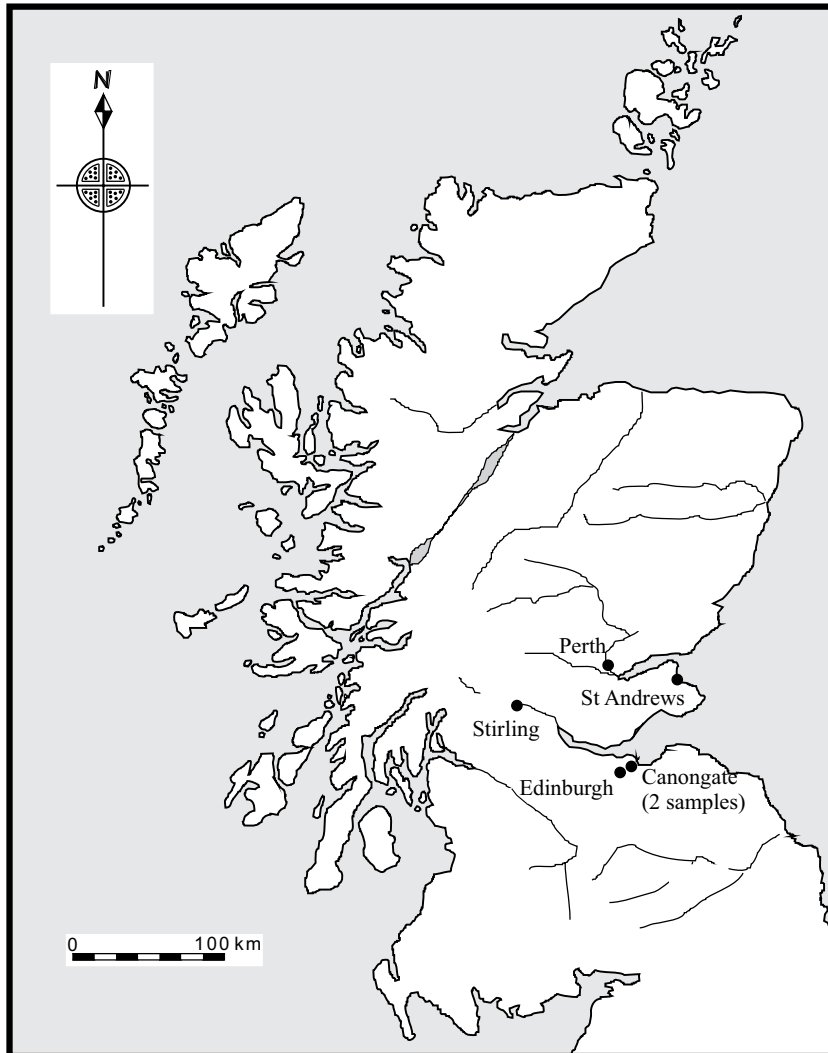 N
Perth
St Andrews
Stirling
Edinburgh
Canongate
(2 samples)
0 100 km